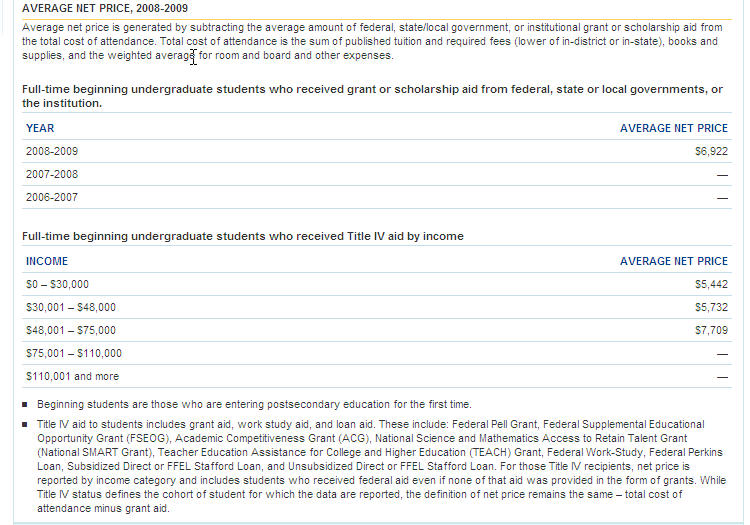 AVERAGE NET PRICE, 2008-2009
Average net price is generated by subtracting the average amount of federal, state/local government, or institutional grant or scholarship aid from
the total cost of attendance. Total cost of attendance is the sum of published tuition and required fees (lower of in-district or in-state), books and
supplies, and the weighted average for room and board and other expenses.
Full-time beginning undergraduate students who received grant or scholarship aid from federal, state or local governments, or
the institution.
YEAR AVERAGE NET PRICE
2008-2009 $6,922
2007-2008 —
2006-2007 —
Full-time beginning undergraduate students who received Title IV aid by income
INCOME AVERAGE NET PRICE
$0 – $30,000 $5,442
$30,001 – $48,000 $5,732
$48,001 – $75,000 $7,709
$75,001 – $110,000 —
$110,001 and more —
Beginning students are those who are entering postsecondary education for the first time.
Title IV aid to students includes grant aid, work study aid, and loan aid. These include: Federal Pell Grant, Federal Supplemental Educational
Opportunity Grant (FSEOG), Academic Competitiveness Grant (ACG), National Science and Mathematics Access to Retain Talent Grant
(National SMART Grant), Teacher Education Assistance for College and Higher Education (TEACH) Grant, Federal Work-Study, Federal Perkins
Loan, Subsidized Direct or FFEL Stafford Loan, and Unsubsidized Direct or FFEL Stafford Loan. For those Title IV recipients, net price is
reported by income category and includes students who received federal aid even if none of that aid was provided in the form of grants. While
Title IV status defines the cohort of student for which the data are reported, the definition of net price remains the same – total cost of
attendance minus grant aid.